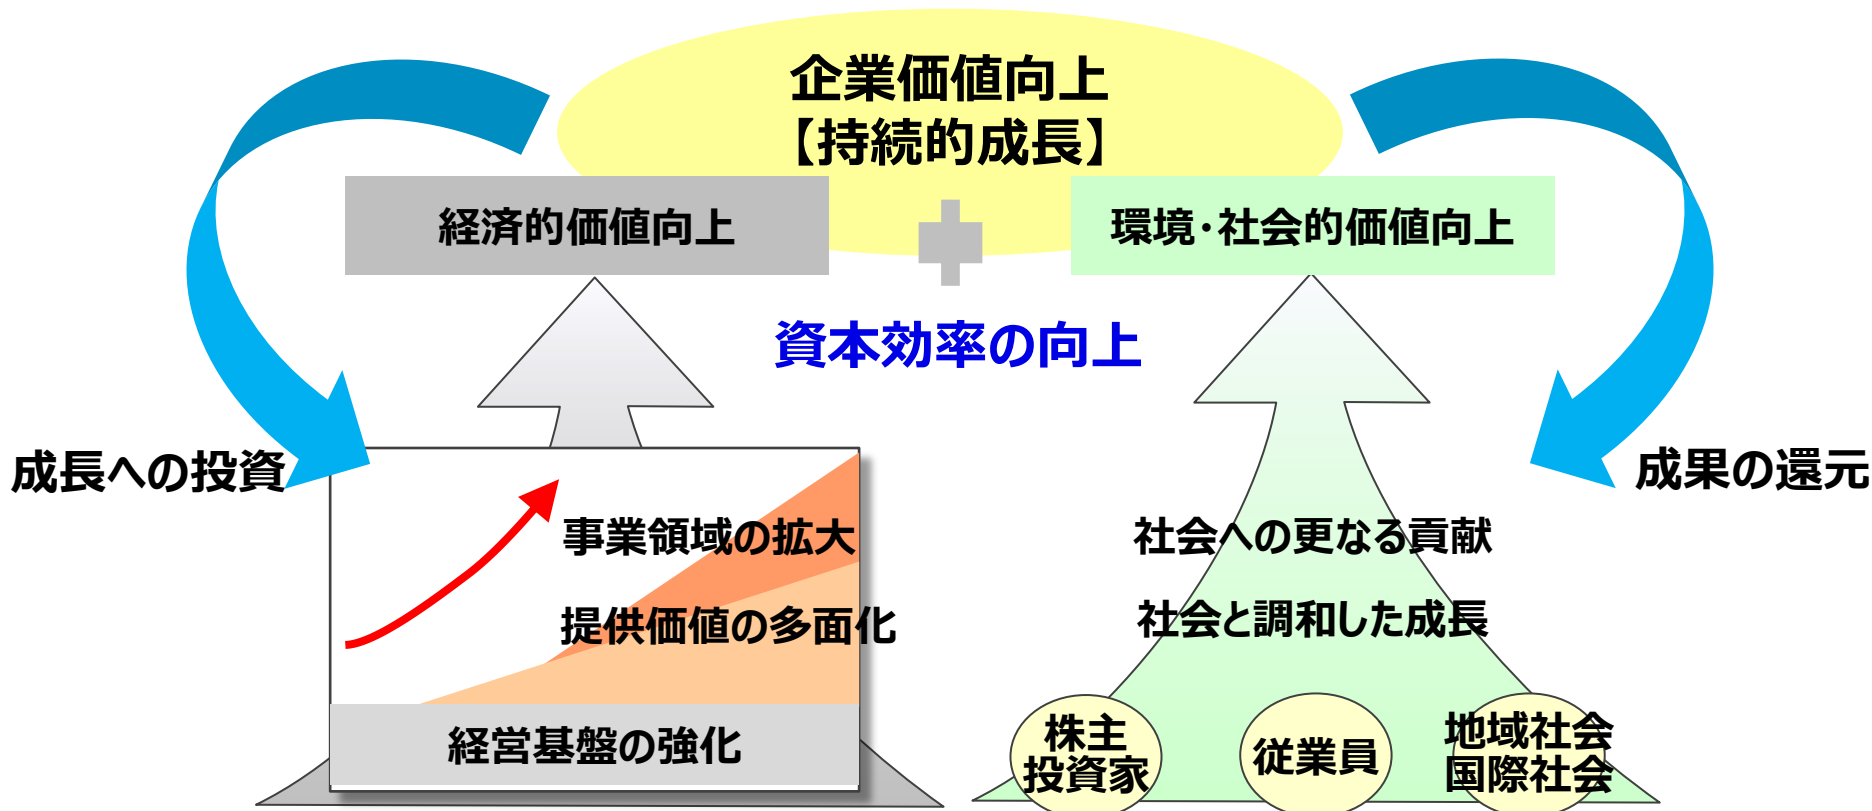 企業価値向上
【持続的成長】
経済的価値向上
環境・社会的価値向上
資本効率の向上
成長への投資
成果の還元
事業領域の拡大
提供価値の多面化
経営基盤の強化
社会への更なる貢献
社会と調和した成長
株主
投資家
従業員
地域社会
国際社会